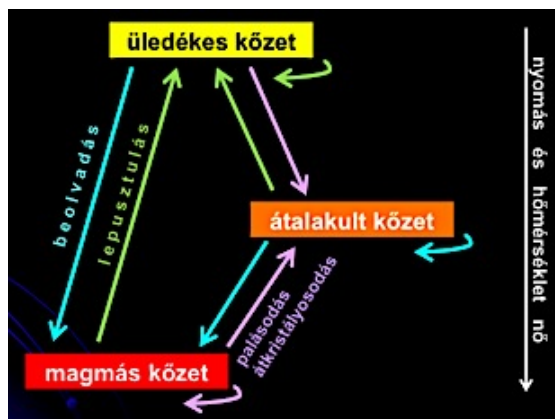 üledékes kőzet
beolvadás
lepusztulás
átalakult kőzet
palásodás
átkristályosodás
magmás kőzet
nyomás és hőmérséklet nő